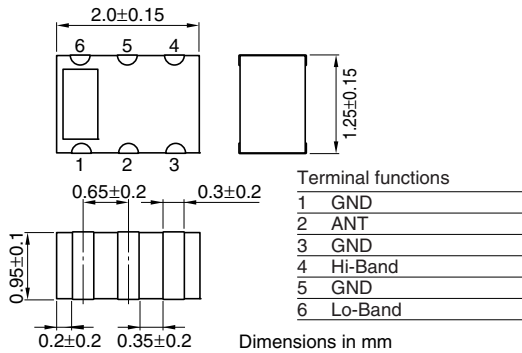 2.0±0.15
6 5 4
1 2 3
1.25±0.15
0.65±0.2
0.3±0.2
0.95±0.1
0.2±0.2
0.35±0.2
Terminal functions
1 GND
2 ANT
3 GND
4 Hi-Band
5 GND
6 Lo-Band
Dimensions in mm